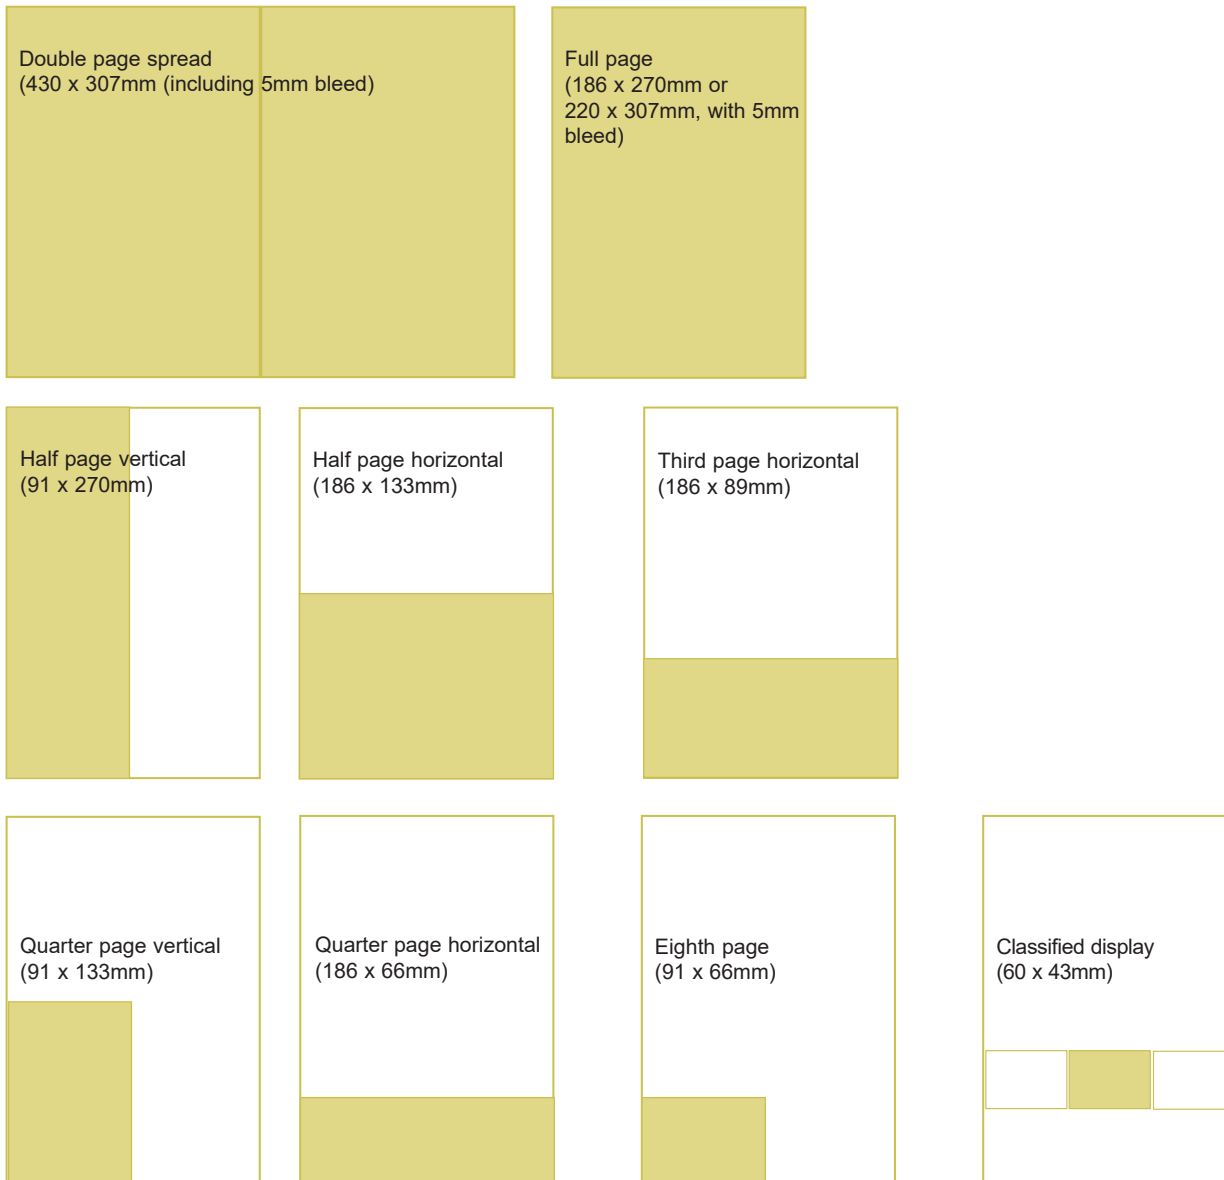 Double page spread
(430 x 307mm (including 5mm bleed)
Full page
(186 x 270mm or
220 x 307mm, with 5mm
bleed)
Half page vertical
(91 x 270mm)
Half page horizontal
(186 x 133mm)
Third page horizontal
(186 x 89mm)
Quarter page vertical
(91 x 133mm)
Quarter page horizontal
(186 x 66mm)
Eighth page
(91 x 66mm)
Classified display
(60 x 43mm)